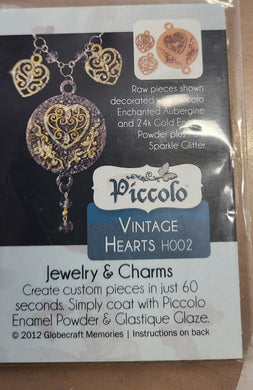 Raw pieces shown
decorated with Piccolo
Enchanted Aubergine
and 24k Gold Enamel
Powder plus
Sparkle Glitter.
Piccolo
VINTAGE
HEARTS H002
Jewelry & Charms
Create custom pieces in just 60
seconds. Simply coat with Piccolo
Enamel Powder & Glastique Glaze.
© 2012 Globecraft Memories | Instructions on back